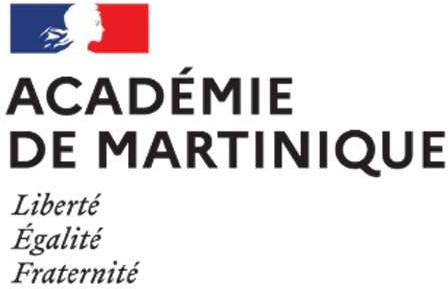 ACADÉMIE
DE MARTINIQUE
Liberté
Égalité
Fraternité